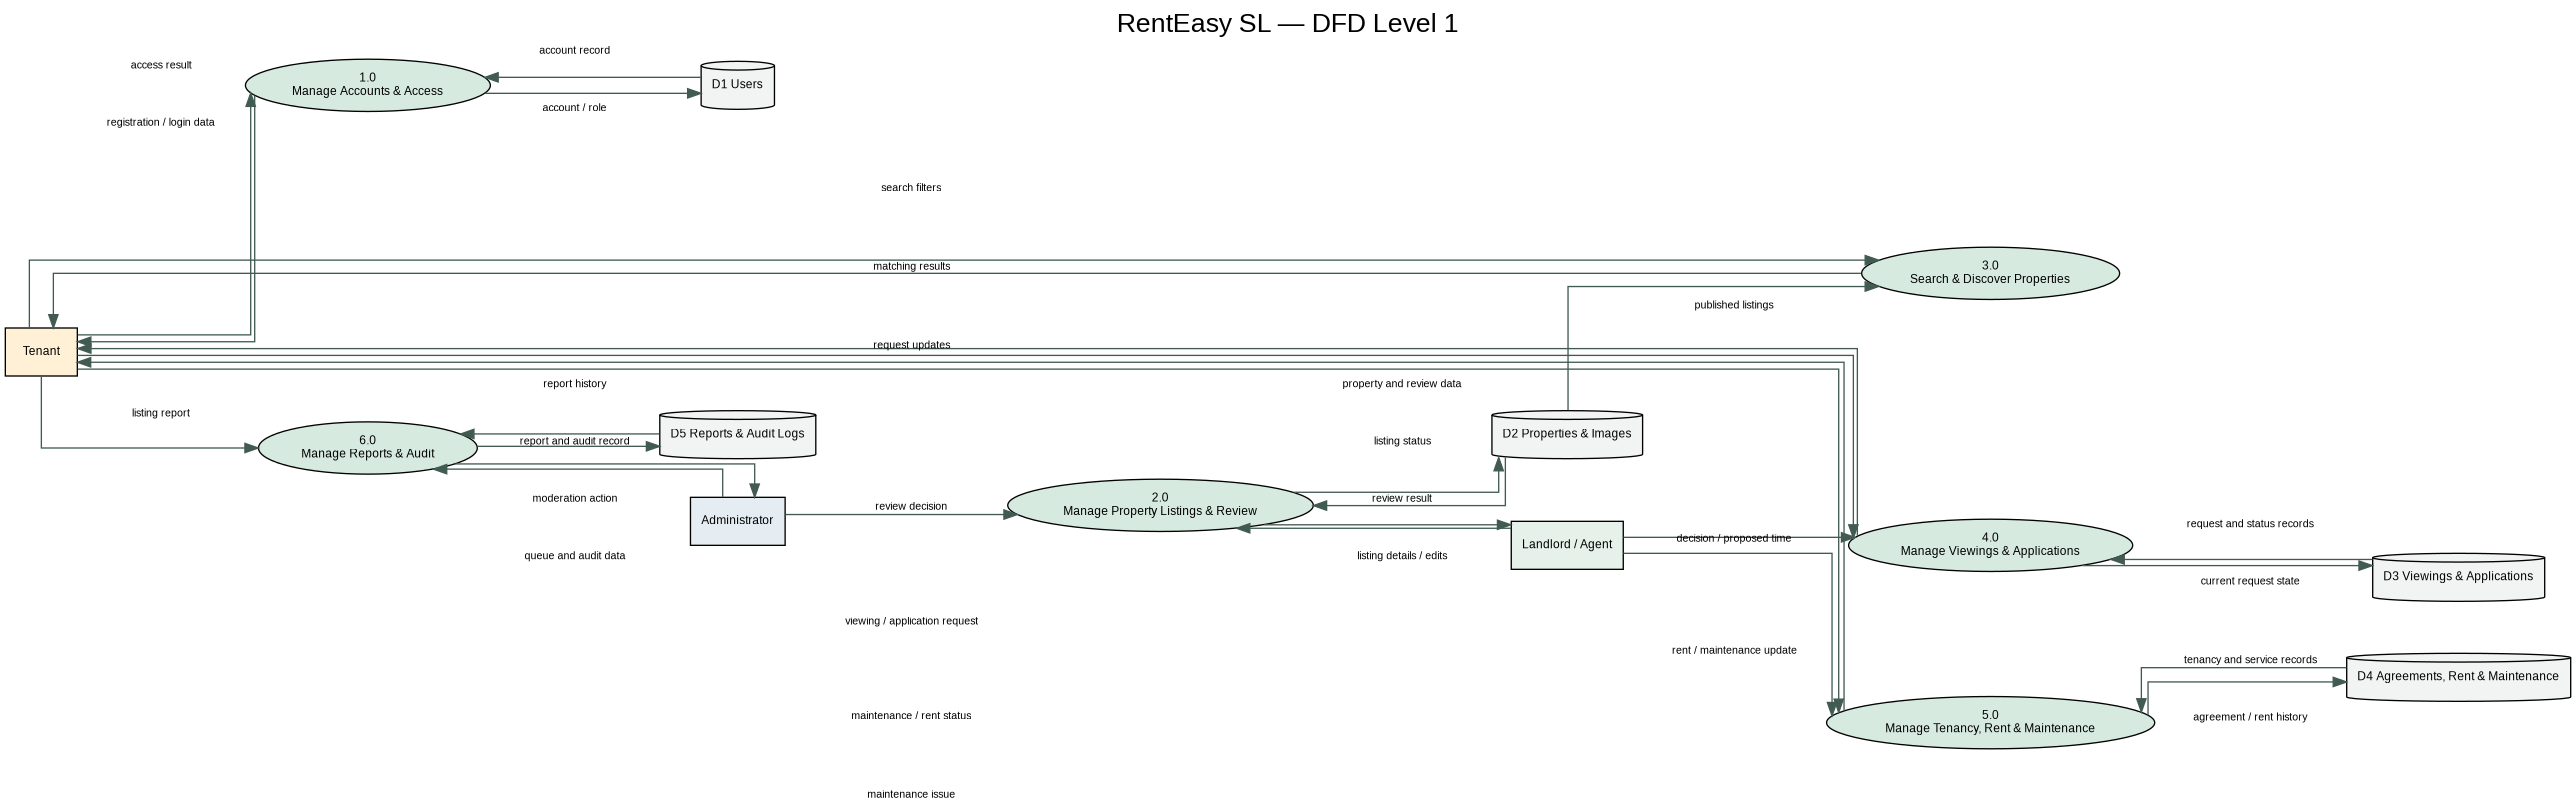 RentEasy SL — DFD Level 1
account record
access result
1.0
Manage Accounts & Access
D1 Users
account / role
registration / login data
search filters
matching results
3.0
Search & Discover Properties
published listings
Tenant
request updates
report history
property and review data
listing report
6.0
Manage Reports & Audit
report and audit record
D5 Reports & Audit Logs
listing status
D2 Properties & Images
moderation action
Administrator
review decision
2.0
Manage Property Listings & Review
review result
Landlord / Agent
decision / proposed time
4.0
Manage Viewings & Applications
request and status records
queue and audit data
listing details / edits
current request state
D3 Viewings & Applications
viewing / application request
rent / maintenance update
tenancy and service records
D4 Agreements, Rent & Maintenance
maintenance / rent status
5.0
Manage Tenancy, Rent & Maintenance
agreement / rent history
maintenance issue